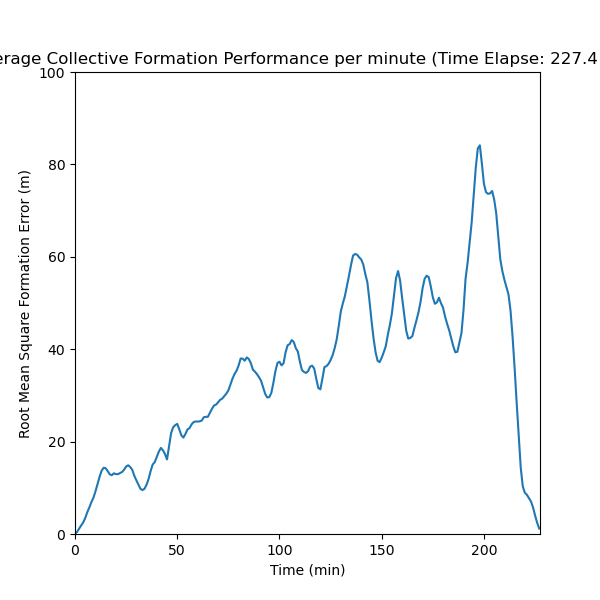 erage Collective Formation Performance per minute (Time Elapse: 227.4
100
80
60
40
20
0
Root Mean Square Formation Error (m)
0 50 100 150 200
Time (min)